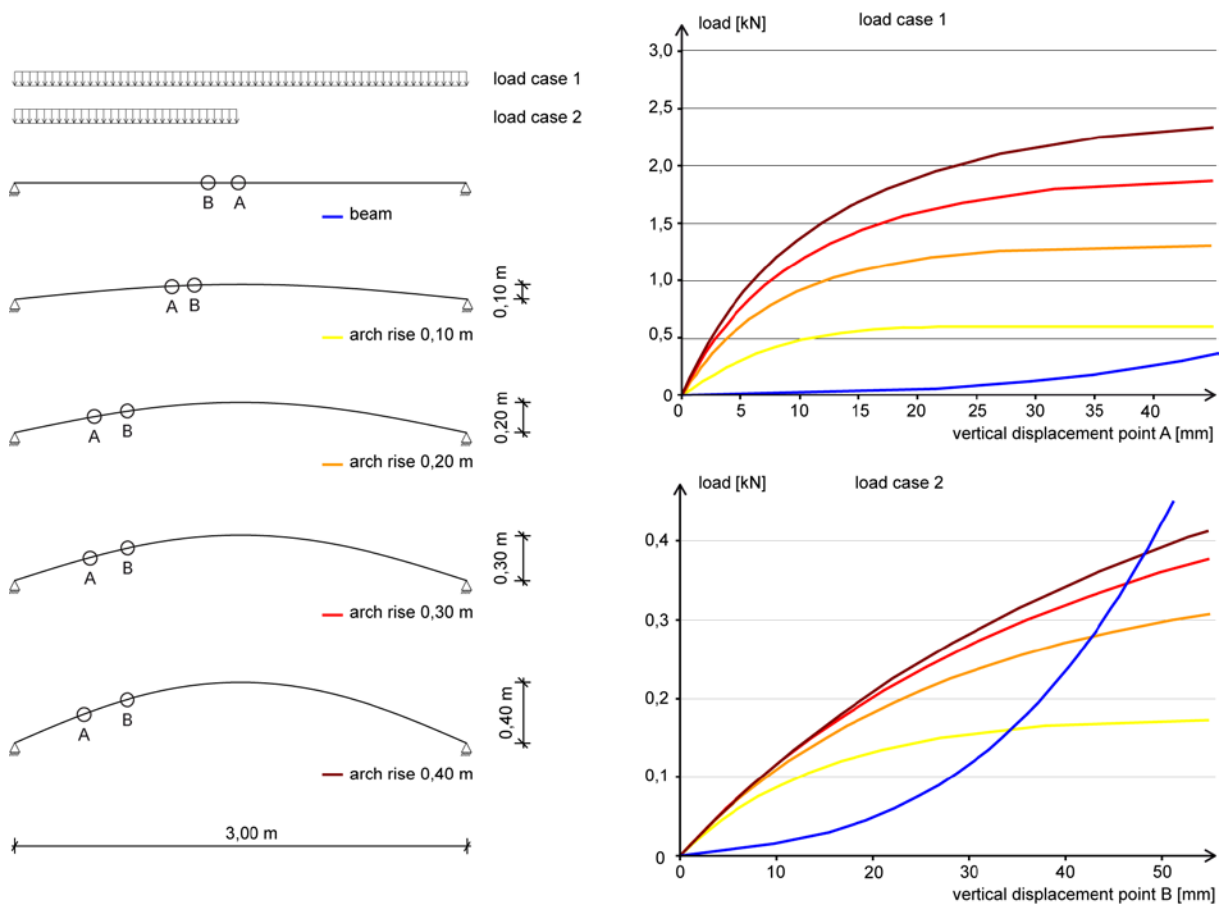 load case 1
load case 2
B A
beam
A B
0,10 m
arch rise 0,10 m
A B
0,20 m
arch rise 0,20 m
A B
0,30 m
arch rise 0,30 m
A B
0,40 m
arch rise 0,40 m
3,00 m
load [kN] load case 1
3,0
2,5
2,0
1,5
1,0
0,5
0
0 5 10 15 20 25 30 35 40
vertical displacement point A [mm]
load [kN] load case 2
0,4
0,3
0,2
0,1
0
0 10 20 30 40 50
vertical displacement point B [mm]